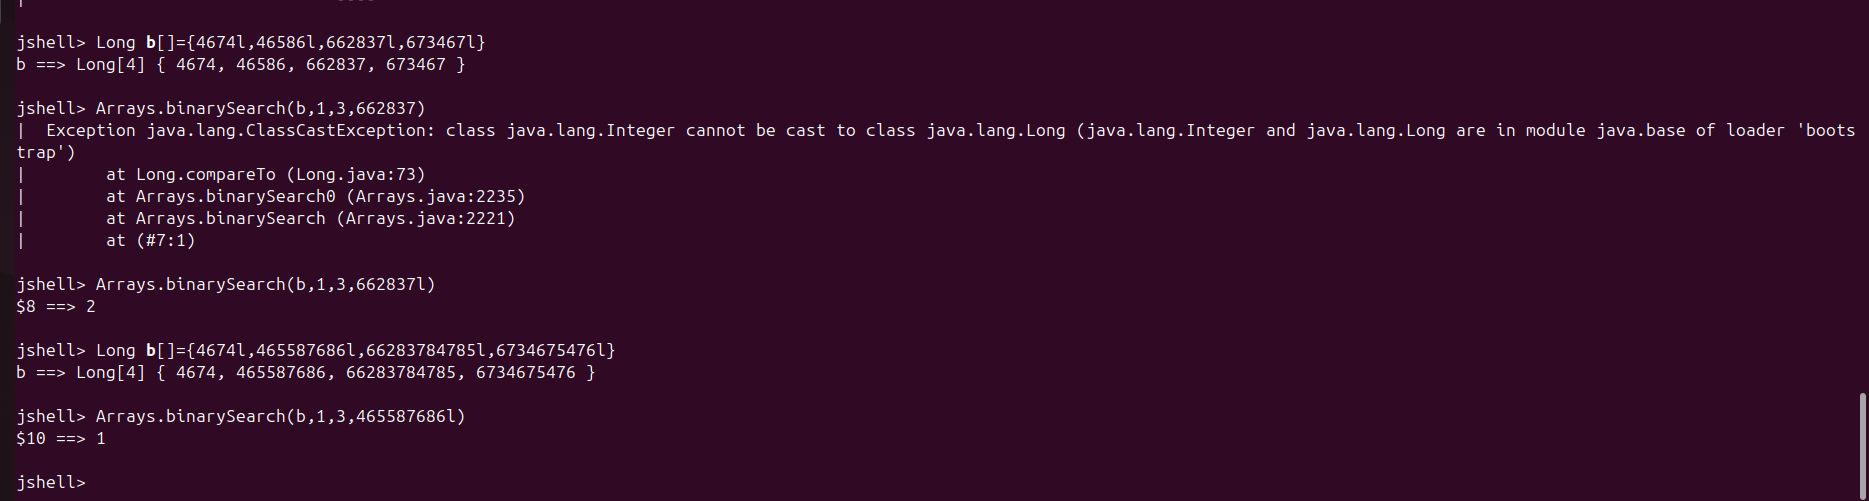 jshell> Long b[]={4674l,46586l,662837l,673467l}
b ==> Long[4] { 4674, 46586, 662837, 673467 }
jshell> Arrays.binarySearch(b,1,3,662837)
|  Exception java.lang.ClassCastException: class java.lang.Integer cannot be cast to class java.lang.Long (java.lang.Integer and java.lang.Long are in module java.base of loader 'boots
trap')
|        at Long.compareTo (Long.java:73)
|        at Arrays.binarySearch0 (Arrays.java:2235)
|        at Arrays.binarySearch (Arrays.java:2221)
|        at (#7:1)
jshell> Arrays.binarySearch(b,1,3,662837l)
$8 ==> 2
jshell> Long b[]={4674l,465587686l,66283784785l,6734675476l}
b ==> Long[4] { 4674, 465587686, 66283784785, 6734675476 }
jshell> Arrays.binarySearch(b,1,3,465587686l)
$10 ==> 1
jshell>